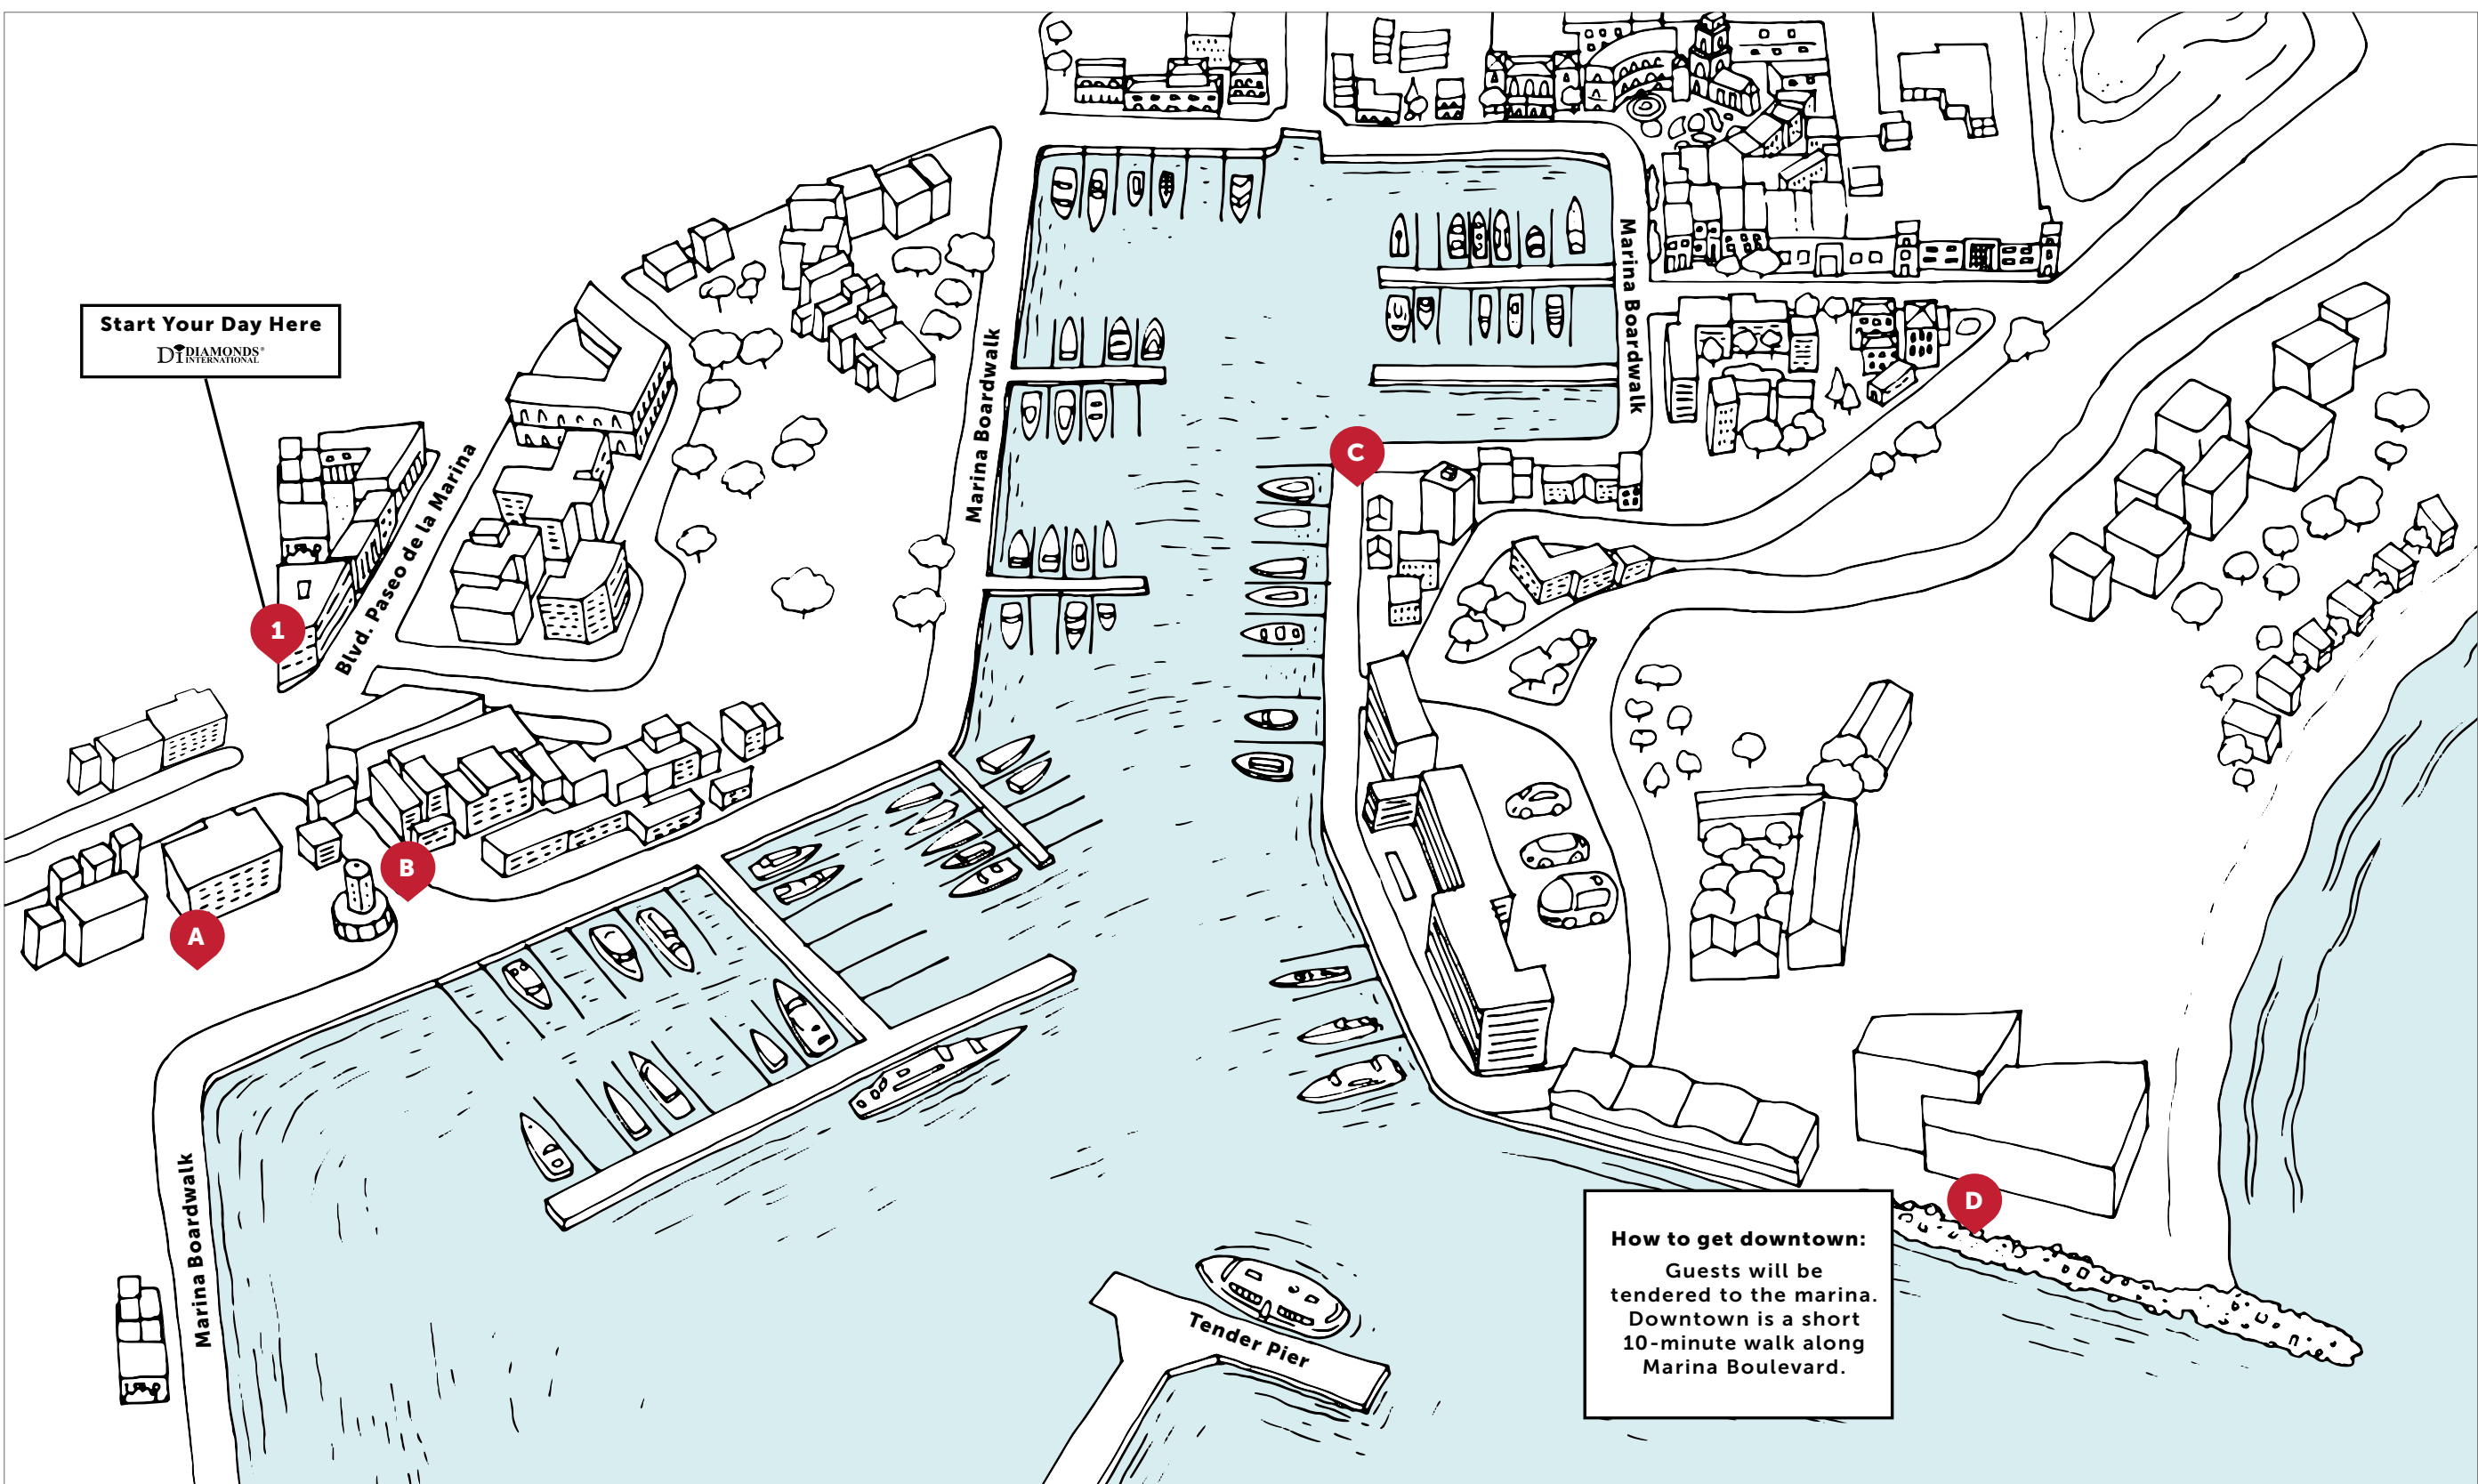 Start Your Day Here
DI DIAMONDS®
INTERNATIONAL
1
Blvd. Paseo de la Marina
Marina Boardwalk
Marina Boardwalk
C
B
A
Marina Boardwalk
D
How to get downtown:
Guests will be
tendered to the marina.
Downtown is a short
10-minute walk along
Marina Boulevard.
Tender Pier